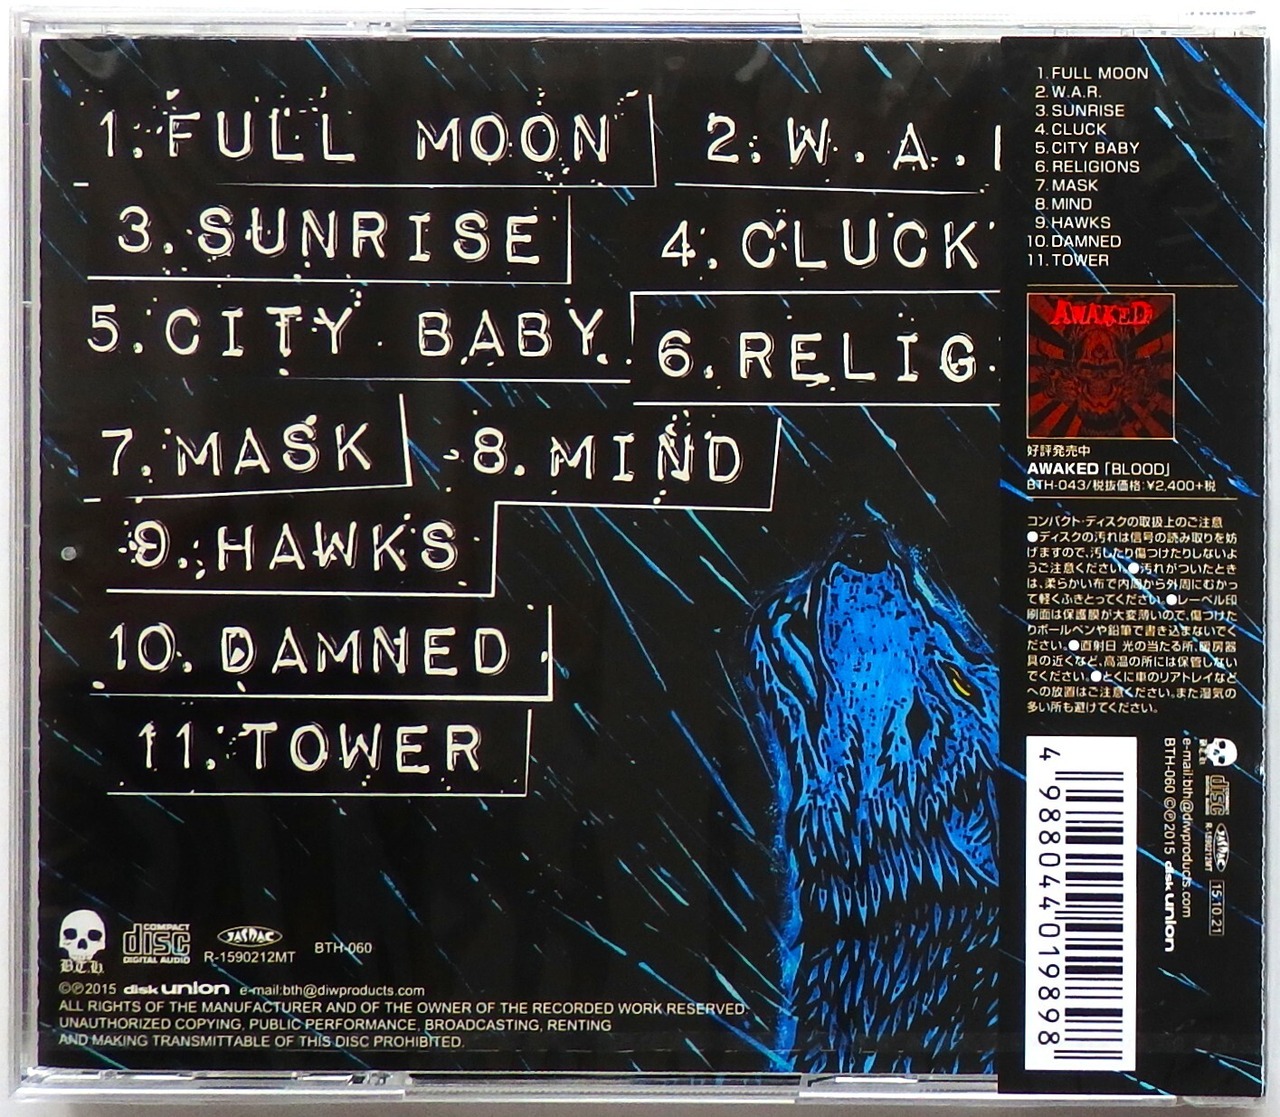 1. FULL MOON
2. W.A.
3. SUNRISE
4. CLUCK
5. CITY BABY
6. RELIG
7. MASK
8. MIND
9. HAWKS
10. DAMNED
11. TOWER
B.T.H.
COMPACT
disc
DIGITAL AUDIO
JASRAC
R-1590212MT
BTH-060
©℗2015 disk union e-mail:bth@diwproducts.com
ALL RIGHTS OF THE MANUFACTURER AND OF THE OWNER OF THE RECORDED WORK RESERVED.
UNAUTHORIZED COPYING, PUBLIC PERFORMANCE, BROADCASTING, RENTING
AND MAKING TRANSMITTABLE OF THIS DISC PROHIBITED.
1. FULL MOON
2. W.A.R.
3. SUNRISE
4. CLUCK
5. CITY BABY
6. RELIGIONS
7. MASK
8. MIND
9. HAWKS
10. DAMNED
11. TOWER
AWAKED
好評発売中
AWAKED「BLOOD」
BTH-043/税抜価格:¥2,400+税
コンパクト・ディスクの取扱上のご注意
●ディスクの汚れは信号の読み取りを妨
げますので、汚したり傷つけたりしないよ
うご注意ください。●汚れがついたとき
は、柔らかい布で内周から外周にむかっ
て軽くふきとってください。●レーベル印
刷面は保護膜が大変薄いので、傷つけた
りボールペンや鉛筆で書き込まないでく
ださい。●直射日 光の当たる所、暖房器
具の近くなど、高温の所には保管しない
でください。●とくに車のリアトレイなど
への放置はご注意ください。また湿気の
多い所も避けてください。
4 988044 019898
disc
JASRAC
R-1590212MT
15.10.21
e-mail:bth@diwproducts.com
BTH-060 ©℗2015 disk union